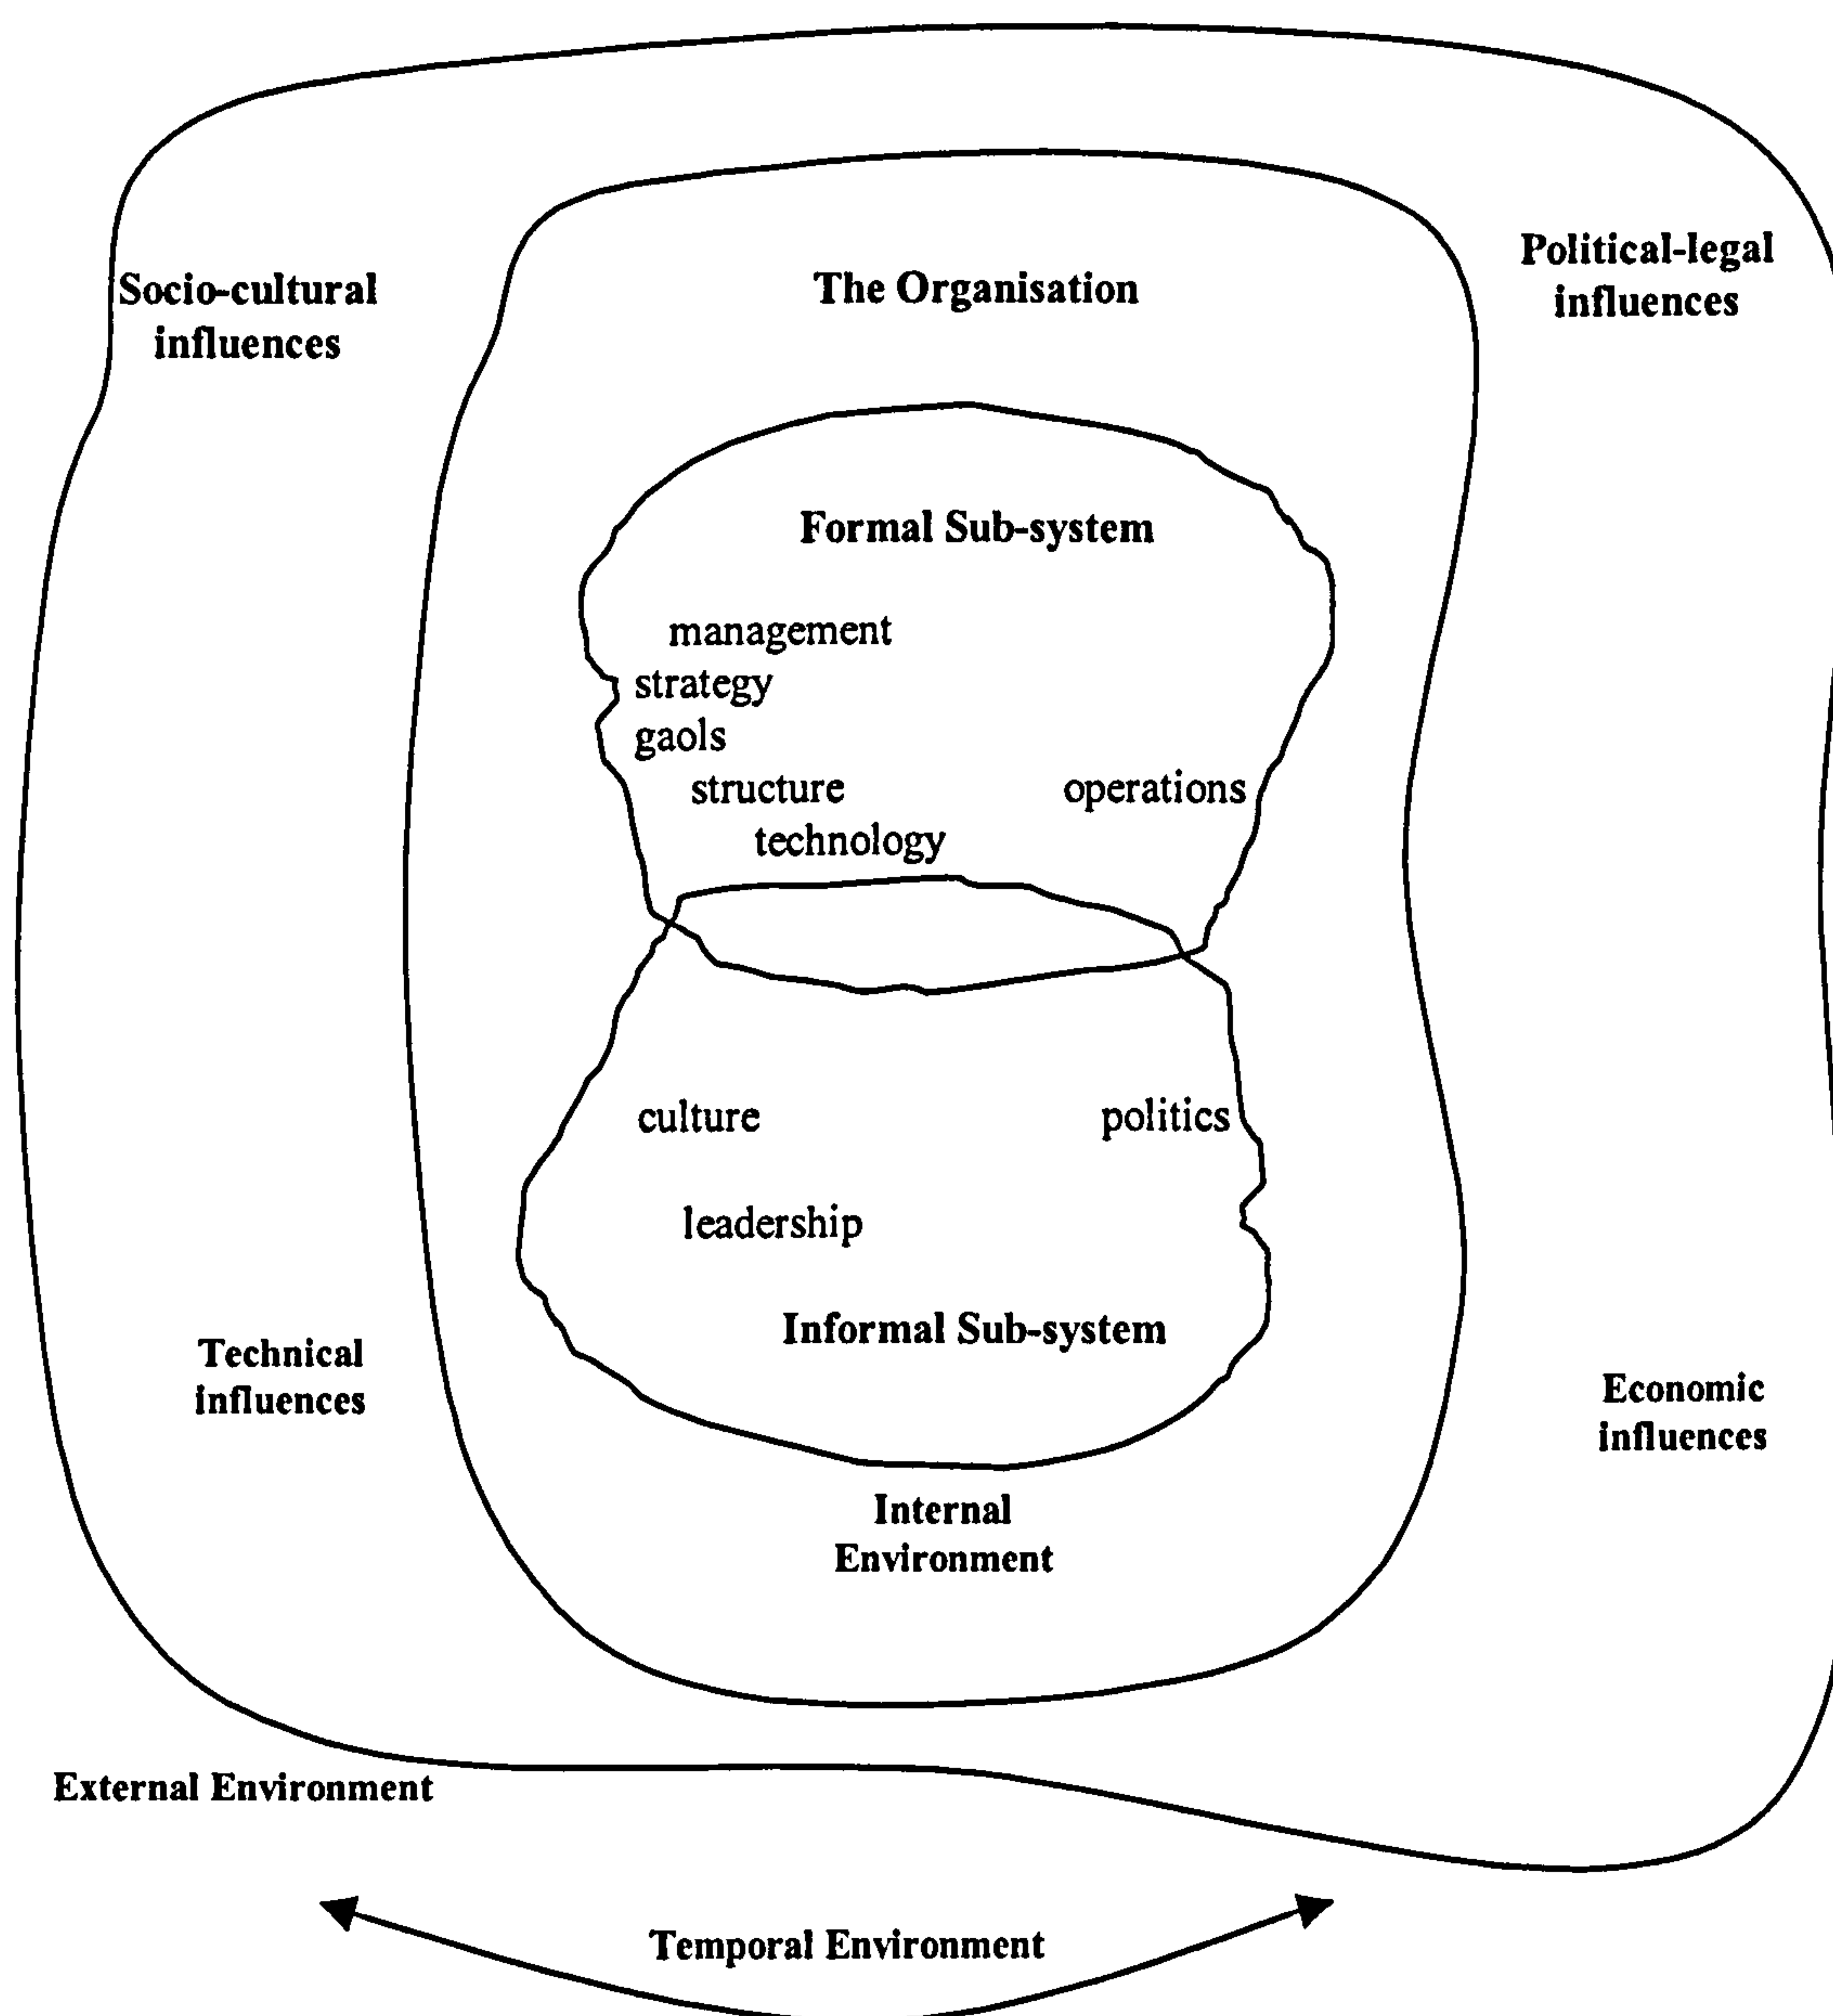 Socio-cultural
influences
The Organisation
Political-legal
influences
Formal Sub-system
management
strategy
gaols
structure operations
technology
culture politics
leadership
Informal Sub-system
Technical
influences
Economic
influences
Internal
Environment
External Environment
Temporal Environment